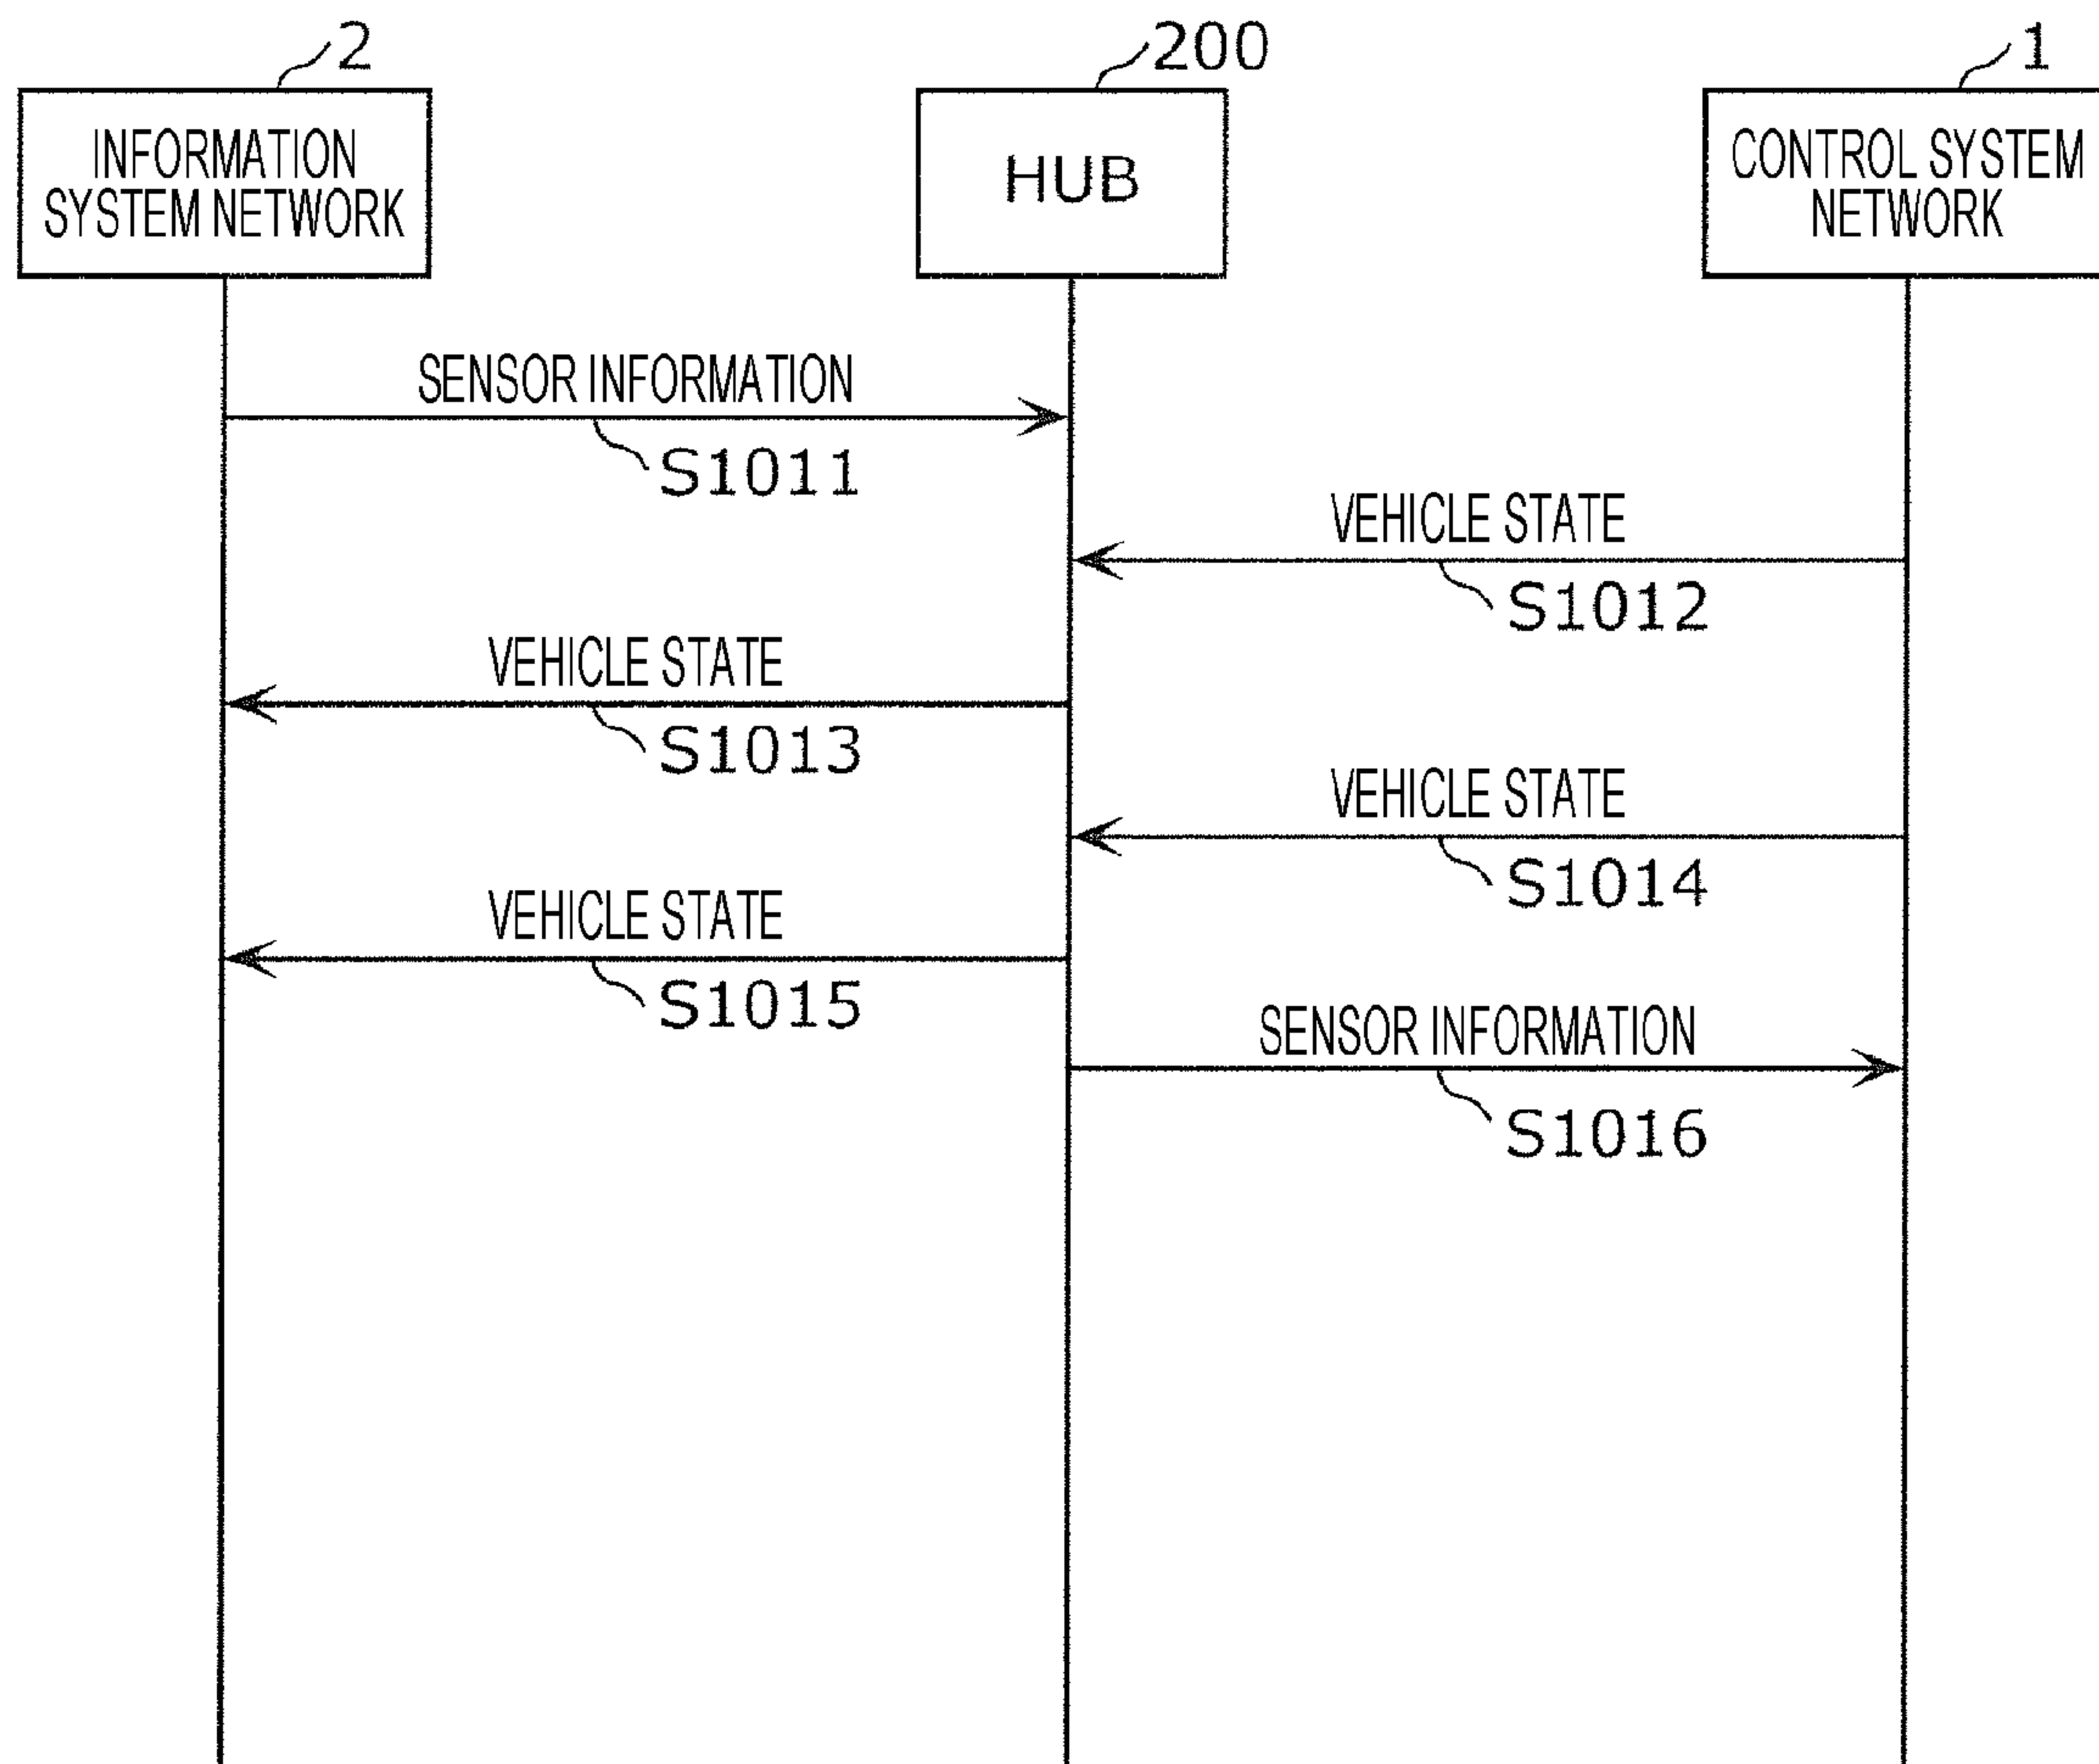 2
200
1
INFORMATION
SYSTEM NETWORK
HUB
CONTROL SYSTEM
NETWORK
SENSOR INFORMATION
S1011
VEHICLE STATE
S1012
VEHICLE STATE
S1013
VEHICLE STATE
S1014
VEHICLE STATE
S1015
SENSOR INFORMATION
S1016